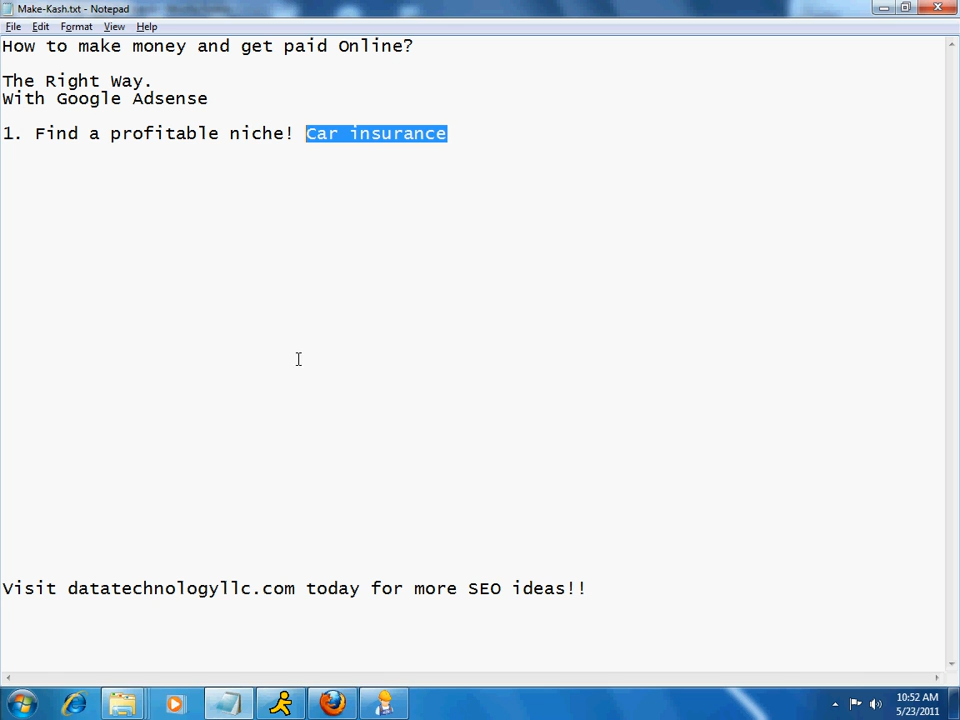 Make-Kash.txt - Notepad
File Edit Format View Help
How to make money and get paid Online?
The Right Way.
With Google Adsense
1. Find a profitable niche! Car insurance
Visit datatechnologyllc.com today for more SEO ideas!!
10:52 AM
5/23/2011